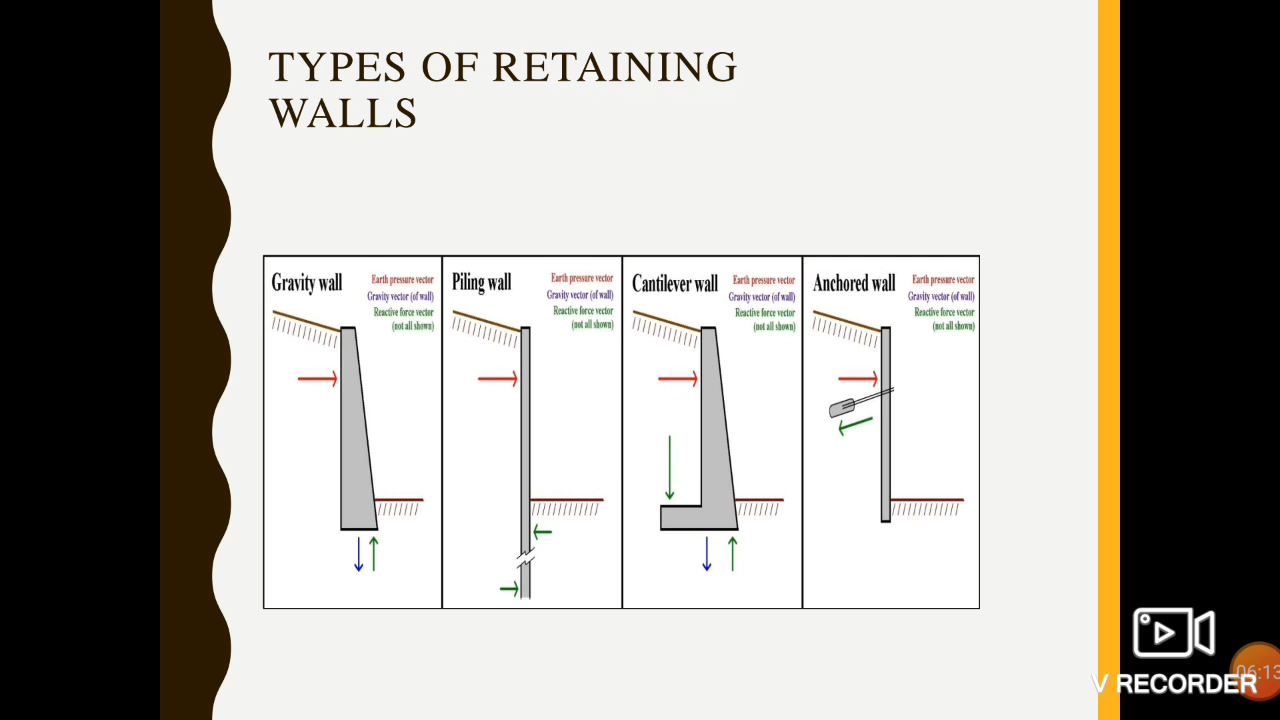 TYPES OF RETAINING
WALLS
Gravity wall
Earth pressure vector
Gravity vector (of wall)
Reactive force vector
(not all shown)
Piling wall
Earth pressure vector
Gravity vector (of wall)
Reactive force vector
(not all shown)
Cantilever wall
Earth pressure vector
Gravity vector (of wall)
Reactive force vector
(not all shown)
Anchored wall
Earth pressure vector
Gravity vector (of wall)
Reactive force vector
(not all shown)
06:13
V RECORDER